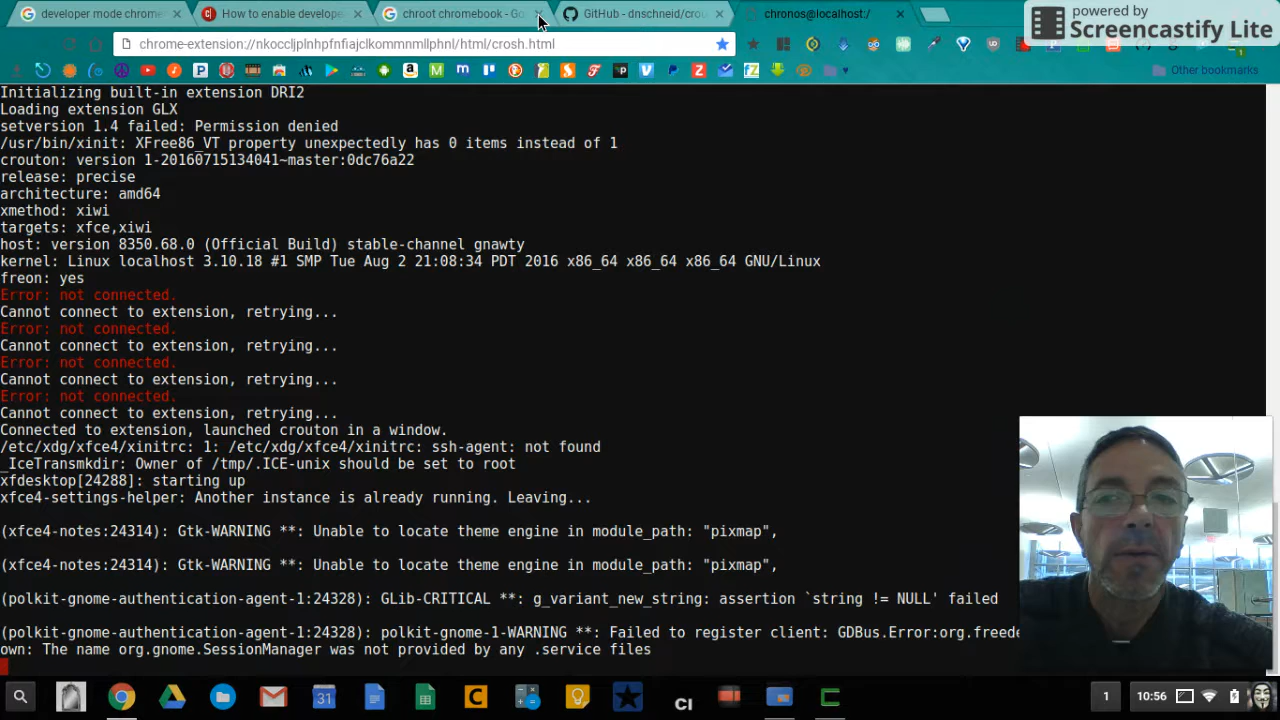 developer mode chrome
How to enable develope
chroot chromebook - Go
GitHub - dnschneid/crou
chronos@localhost:/
powered by
Screencastify Lite
chrome-extension://nkoccljplnhpfnfiajclkommnmllphnl/html/crosh.html
Other bookmarks
Initializing built-in extension DRI2
Loading extension GLX
setversion 1.4 failed: Permission denied
/usr/bin/xinit: XFree86_VT property unexpectedly has 0 items instead of 1
crouton: version 1-20160715134041~master:0dc76a22
release: precise
architecture: amd64
xmethod: xiwi
targets: xfce,xiwi
host: version 8350.68.0 (Official Build) stable-channel gnawty
kernel: Linux localhost 3.10.18 #1 SMP Tue Aug 2 21:08:34 PDT 2016 x86_64 x86_64 x86_64 GNU/Linux
freon: yes
Error: not connected.
Cannot connect to extension, retrying...
Error: not connected.
Cannot connect to extension, retrying...
Error: not connected.
Cannot connect to extension, retrying...
Error: not connected.
Cannot connect to extension, retrying...
Connected to extension, launched crouton in a window.
/etc/xdg/xfce4/xinitrc: 1: /etc/xdg/xfce4/xinitrc: ssh-agent: not found
_IceTransmkdir: Owner of /tmp/.ICE-unix should be set to root
xfdesktop[24288]: starting up
xfce4-settings-helper: Another instance is already running. Leaving...
(xfce4-notes:24314): Gtk-WARNING **: Unable to locate theme engine in module_path: "pixmap",
(xfce4-notes:24314): Gtk-WARNING **: Unable to locate theme engine in module_path: "pixmap",
(polkit-gnome-authentication-agent-1:24328): GLib-CRITICAL **: g_variant_new_string: assertion `string != NULL' failed
(polkit-gnome-authentication-agent-1:24328): polkit-gnome-1-WARNING **: Failed to register client: GDBus.Error:org.freede
own: The name org.gnome.SessionManager was not provided by any .service files
31
C
CI
C
1
10:56